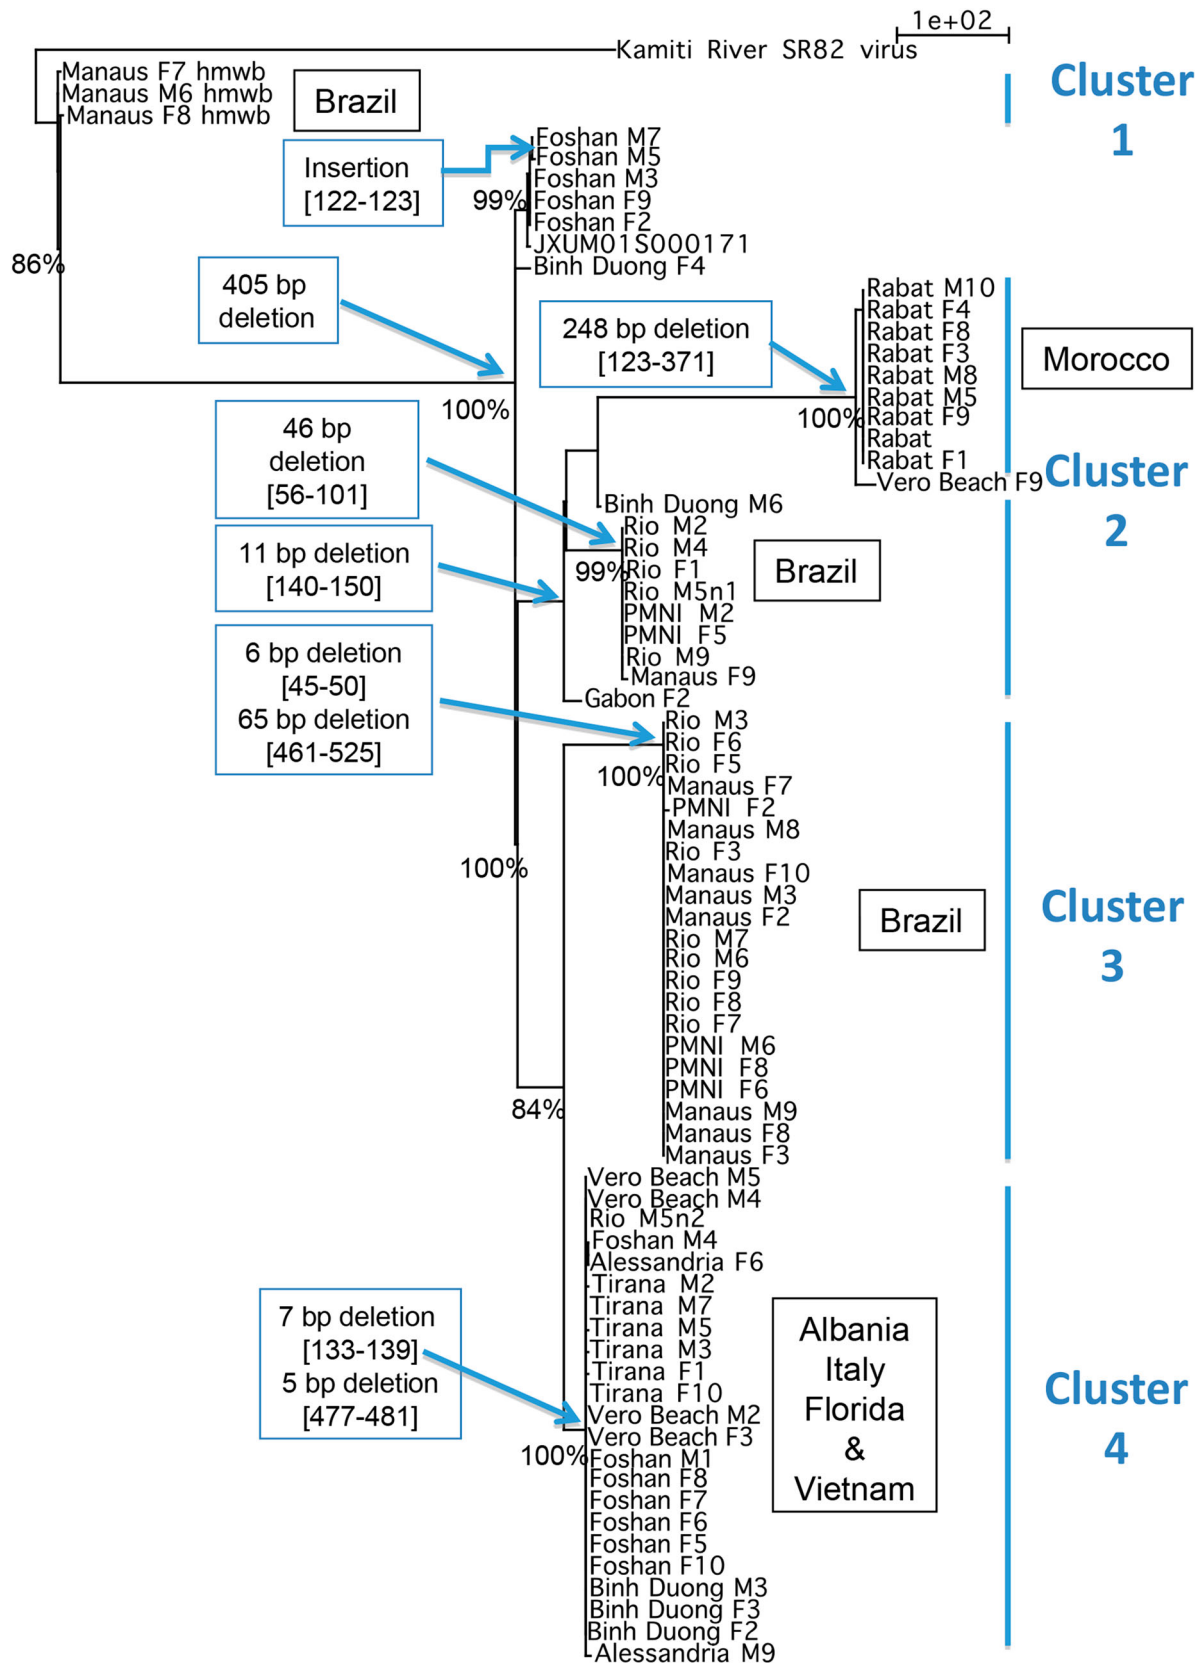 1e+02
Kamiti River SR82 virus
Manaus F7 hmwb
Manaus M6 hmwb
Manaus F8 hmwb
Brazil
Cluster
1
Foshan M7
Foshan M5
Foshan M3
Foshan F9
Foshan F2
JXUM01S000171
Binh Duong F4
Insertion
[122-123]
99%
86%
405 bp
deletion
100%
248 bp deletion
[123-371]
100%
Rabat M10
Rabat F4
Rabat F8
Rabat F3
Rabat M8
Rabat M5
Rabat F9
Rabat
Rabat F1
Vero Beach F9
Morocco
Cluster
2
46 bp
deletion
[56-101]
Binh Duong M6
Rio M2
Rio M4
Rio F1
Rio M5n1
PMNI M2
PMNI F5
Rio M9
Manaus F9
Gabon F2
99%
Brazil
11 bp deletion
[140-150]
6 bp deletion
[45-50]
65 bp deletion
[461-525]
100%
Rio M3
Rio F6
Rio F5
Manaus F7
PMNI F2
Manaus M8
Rio F3
Manaus F10
Manaus M3
Manaus F2
Rio M7
Rio M6
Rio F9
Rio F8
Rio F7
PMNI M6
PMNI F8
PMNI F6
Manaus M9
Manaus F8
Manaus F3
100%
Brazil
Cluster
3
84%
Vero Beach M5
Vero Beach M4
Rio M5n2
Foshan M4
Alessandria F6
Tirana M2
Tirana M7
Tirana M5
Tirana M3
Tirana F1
Tirana F10
Vero Beach M2
Vero Beach F3
Foshan M1
Foshan F8
Foshan F7
Foshan F6
Foshan F5
Foshan F10
Binh Duong M3
Binh Duong F3
Binh Duong F2
Alessandria M9
7 bp deletion
[133-139]
5 bp deletion
[477-481]
100%
Albania
Italy
Florida
&
Vietnam
Cluster
4